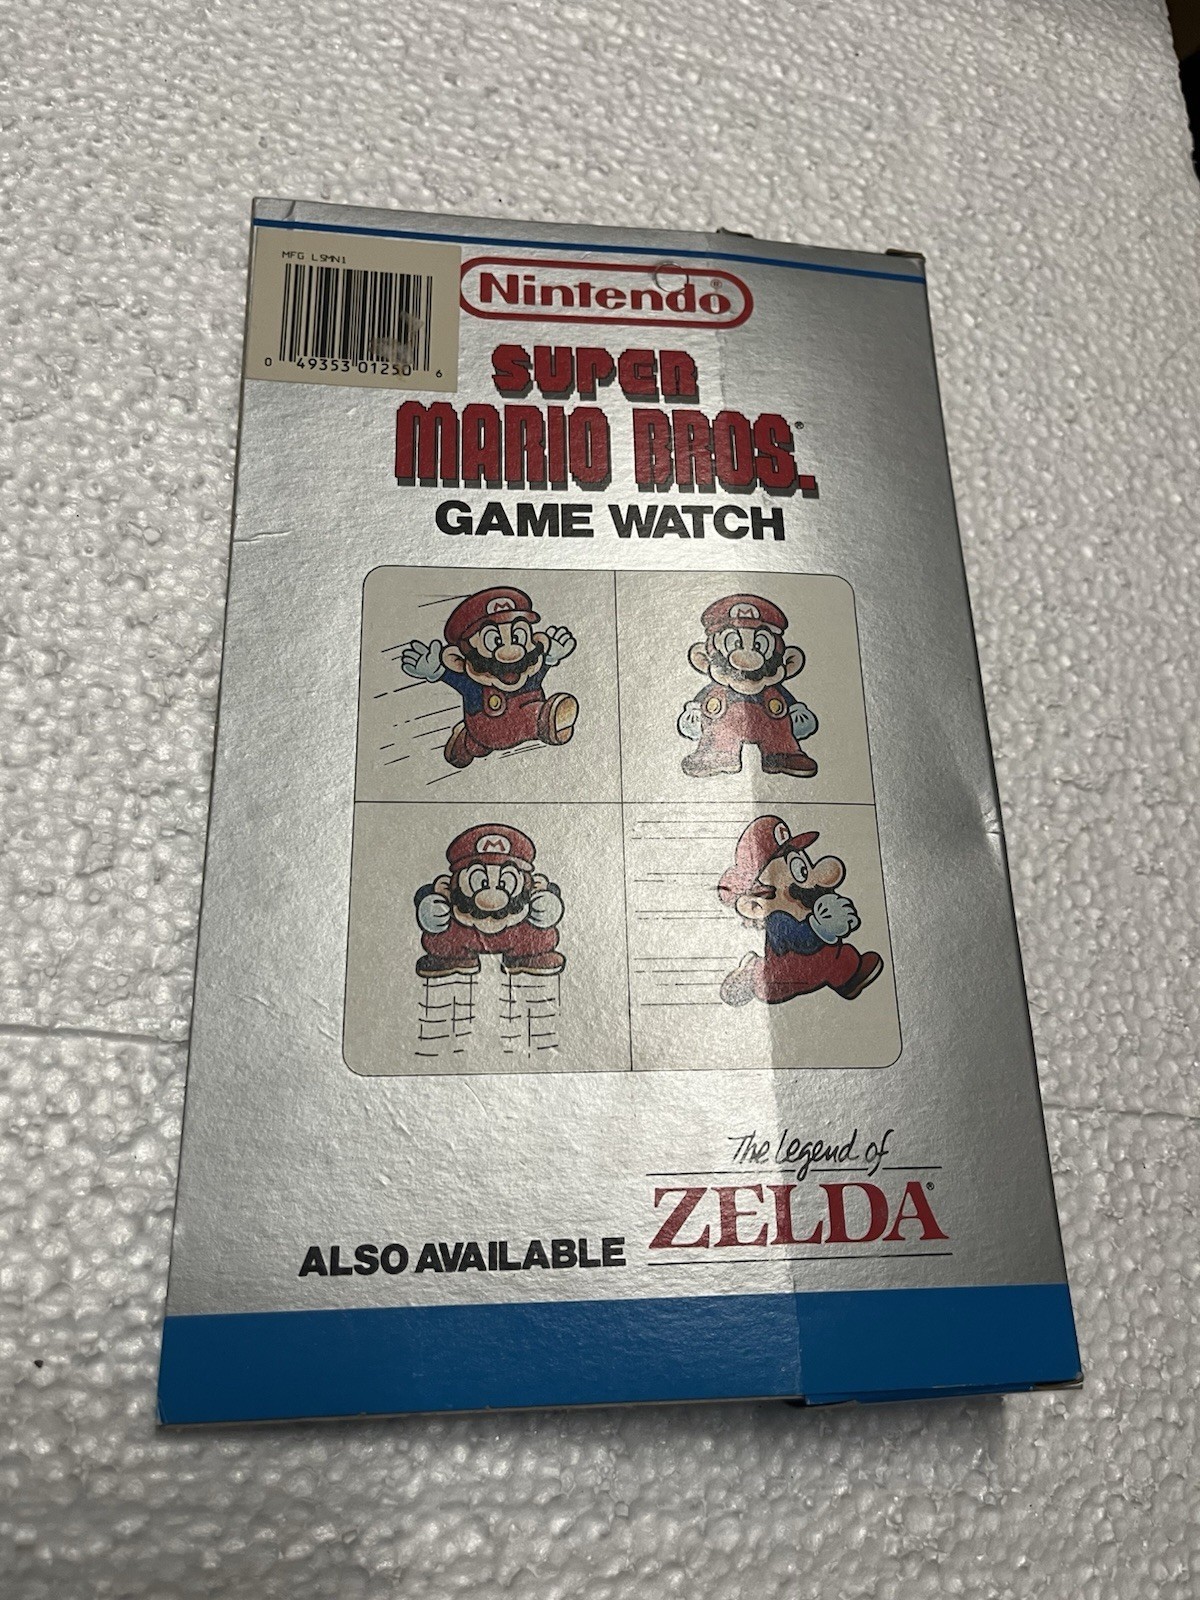 MFG LSMN1
0 49353 01250 6
Nintendo®
SUPER
MARIO BROS.®
GAME WATCH
M
M
M
The Legend of
ZELDA®
ALSO AVAILABLE